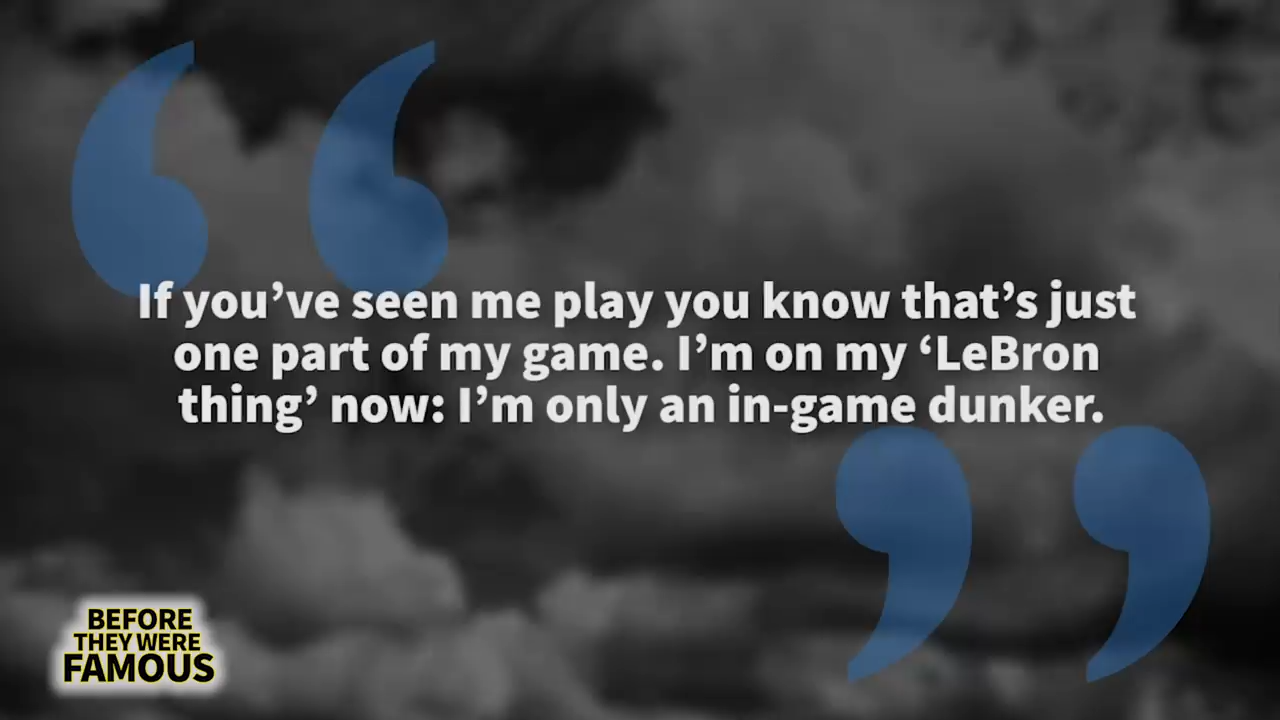 If you’ve seen me play you know that’s just
one part of my game. I’m on my ‘LeBron
thing’ now: I’m only an in-game dunker.
BEFORE
THEY WERE
FAMOUS